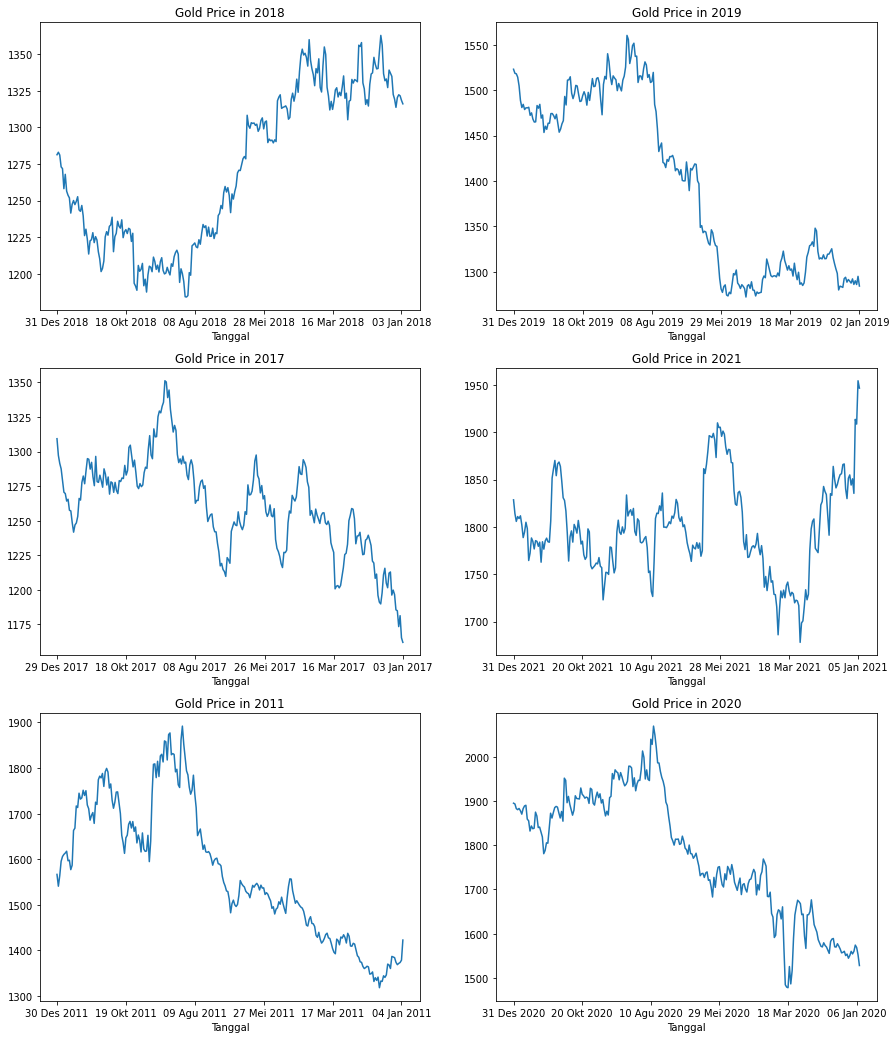 Gold Price in 2018
1350
1325
1300
1275
1250
1225
1200
31 Des 2018 18 Okt 2018 08 Agu 2018 28 Mei 2018 16 Mar 2018 03 Jan 2018
Tanggal
Gold Price in 2019
1550
1500
1450
1400
1350
1300
31 Des 2019 18 Okt 2019 08 Agu 2019 29 Mei 2019 18 Mar 2019 02 Jan 2019
Tanggal
Gold Price in 2017
1350
1325
1300
1275
1250
1225
1200
1175
29 Des 2017 18 Okt 2017 08 Agu 2017 26 Mei 2017 16 Mar 2017 03 Jan 2017
Tanggal
Gold Price in 2021
1950
1900
1850
1800
1750
1700
31 Des 2021 20 Okt 2021 10 Agu 2021 28 Mei 2021 18 Mar 2021 05 Jan 2021
Tanggal
Gold Price in 2011
1900
1800
1700
1600
1500
1400
1300
30 Des 2011 19 Okt 2011 09 Agu 2011 27 Mei 2011 17 Mar 2011 04 Jan 2011
Tanggal
Gold Price in 2020
2000
1900
1800
1700
1600
1500
31 Des 2020 20 Okt 2020 10 Agu 2020 29 Mei 2020 18 Mar 2020 06 Jan 2020
Tanggal